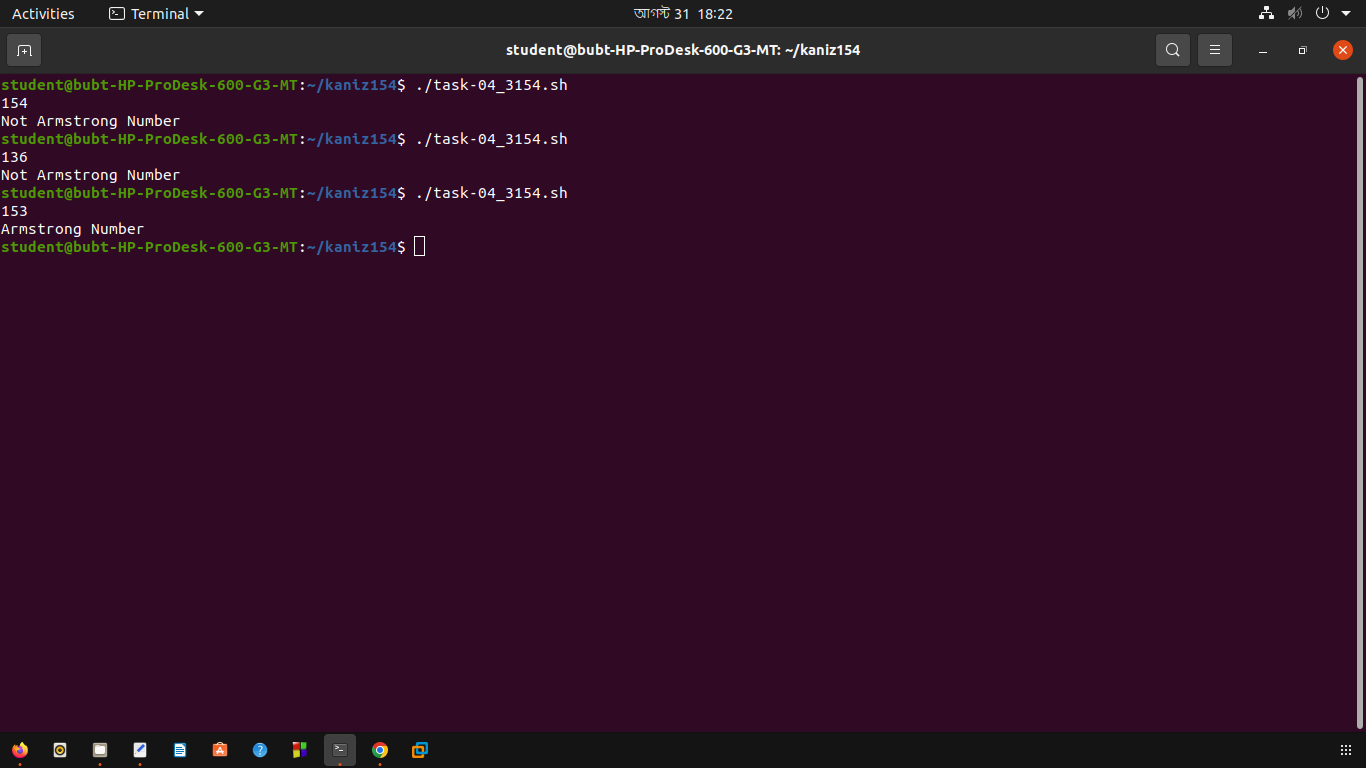 Activities Terminal আগস্ট 31 18:22
student@bubt-HP-ProDesk-600-G3-MT: ~/kaniz154
student@bubt-HP-ProDesk-600-G3-MT:~/kaniz154$ ./task-04_3154.sh
154
Not Armstrong Number
student@bubt-HP-ProDesk-600-G3-MT:~/kaniz154$ ./task-04_3154.sh
136
Not Armstrong Number
student@bubt-HP-ProDesk-600-G3-MT:~/kaniz154$ ./task-04_3154.sh
153
Armstrong Number
student@bubt-HP-ProDesk-600-G3-MT:~/kaniz154$